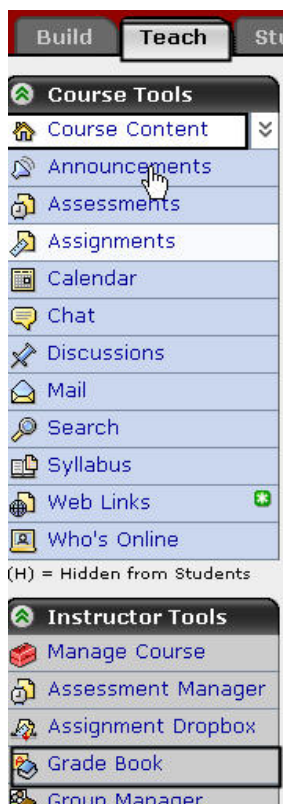 Build Teach
Course Tools
Course Content
Announcements
Assessments
Assignments
Calendar
Chat
Discussions
Mail
Search
Syllabus
Web Links
Who's Online
(H) = Hidden from Students
Instructor Tools
Manage Course
Assessment Manager
Assignment Dropbox
Grade Book
Group Manager